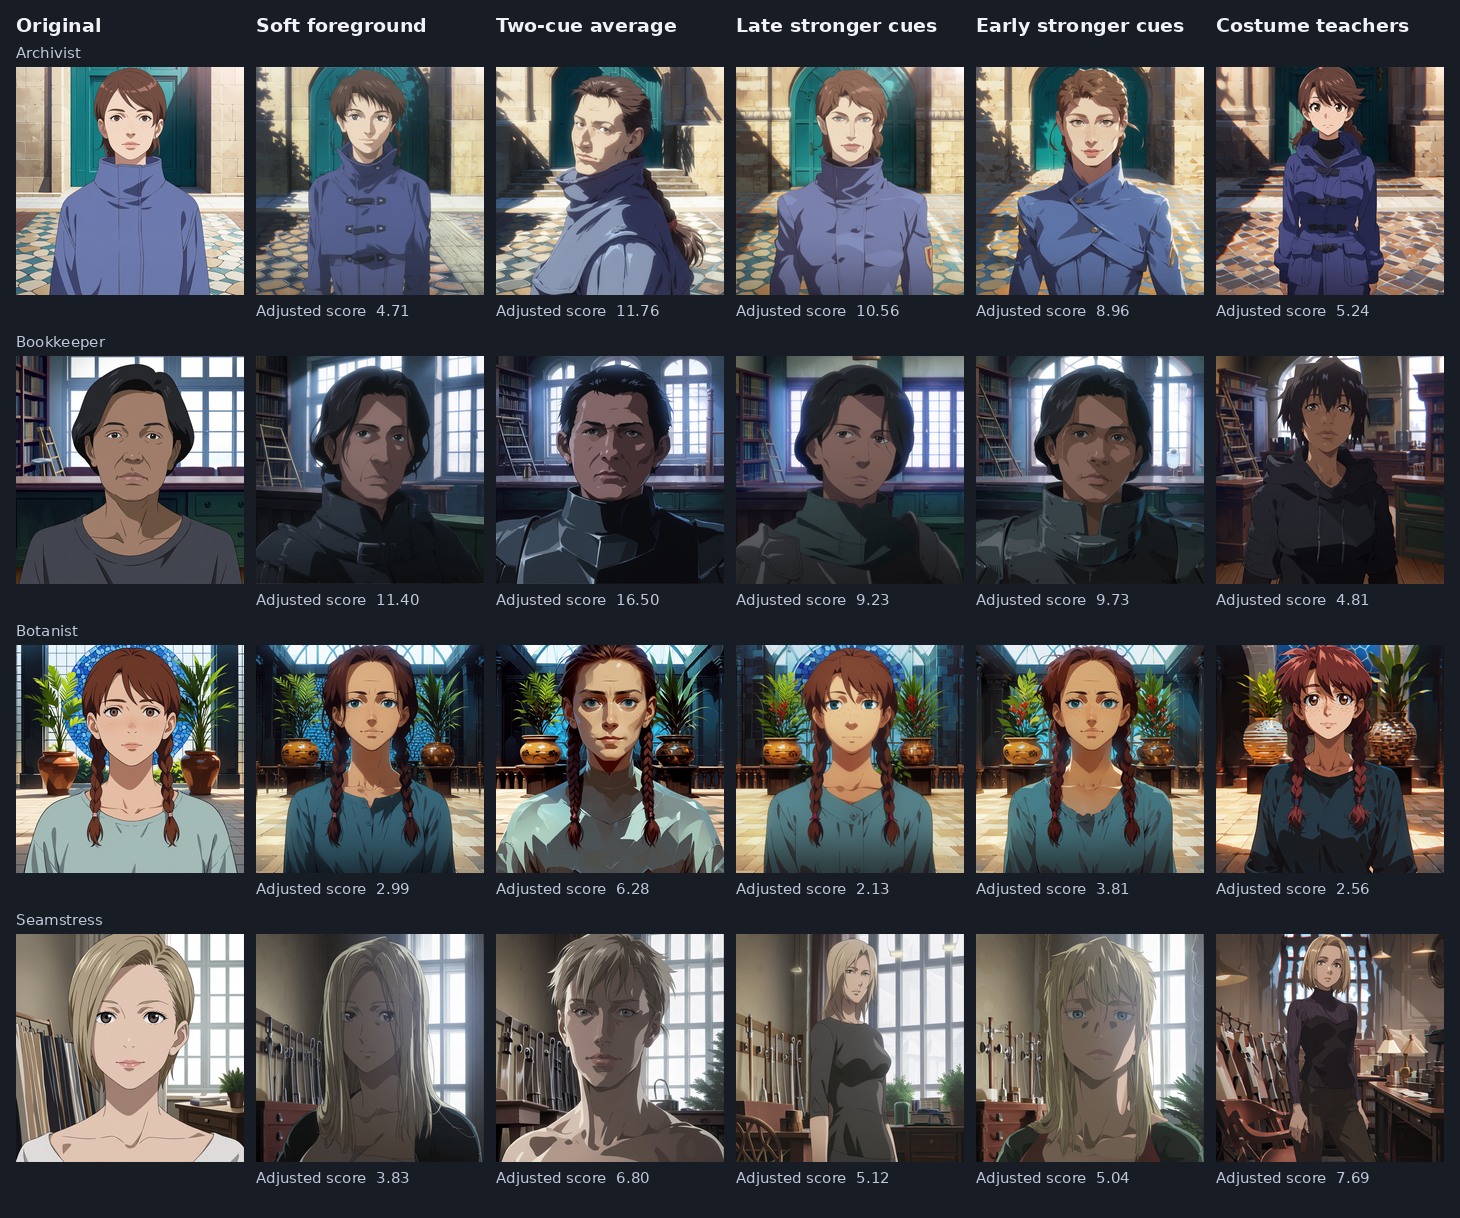 Original Soft foreground Two-cue average Late stronger cues Early stronger cues Costume teachers
Archivist
Adjusted score 4.71 Adjusted score 11.76 Adjusted score 10.56 Adjusted score 8.96 Adjusted score 5.24
Bookkeeper
Adjusted score 11.40 Adjusted score 16.50 Adjusted score 9.23 Adjusted score 9.73 Adjusted score 4.81
Botanist
Adjusted score 2.99 Adjusted score 6.28 Adjusted score 2.13 Adjusted score 3.81 Adjusted score 2.56
Seamstress
Adjusted score 3.83 Adjusted score 6.80 Adjusted score 5.12 Adjusted score 5.04 Adjusted score 7.69